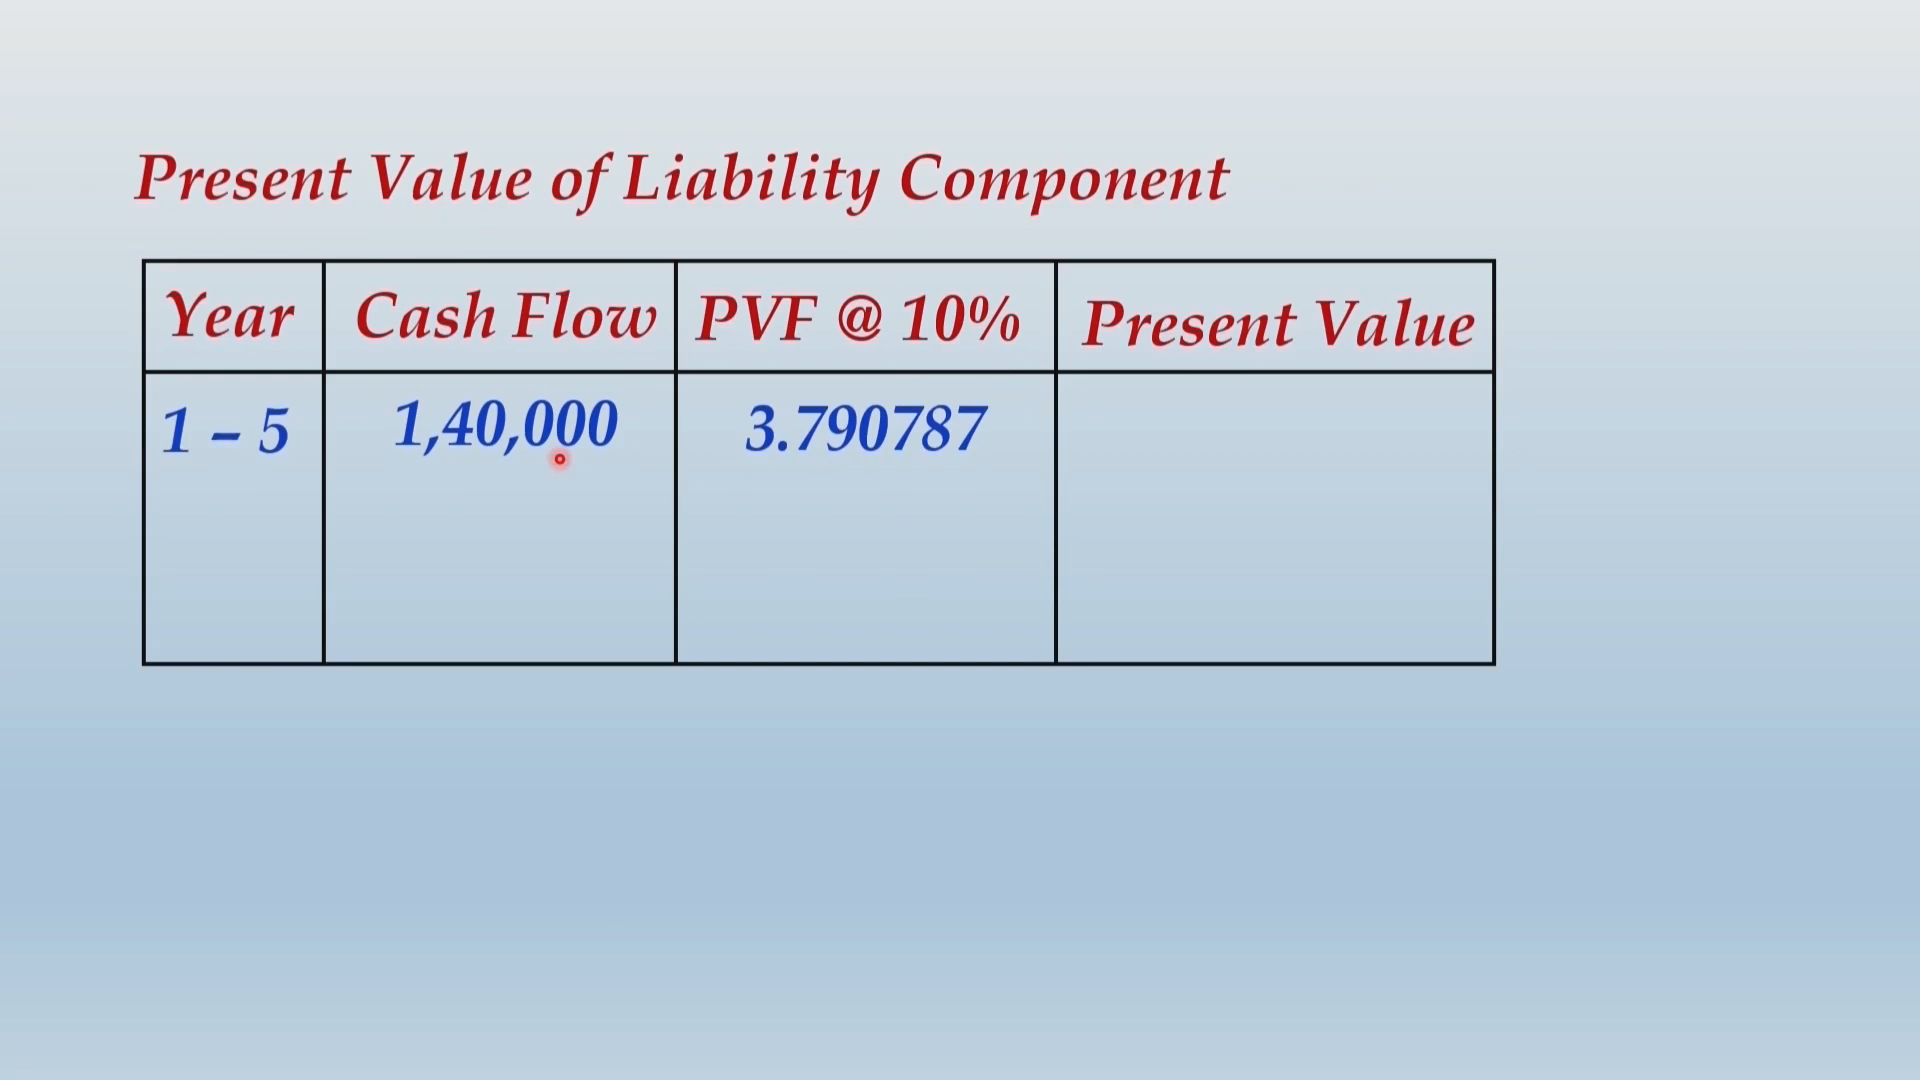 Present Value of Liability Component
Year Cash Flow PVF @ 10% Present Value
1 – 5 1,40,000 3.790787